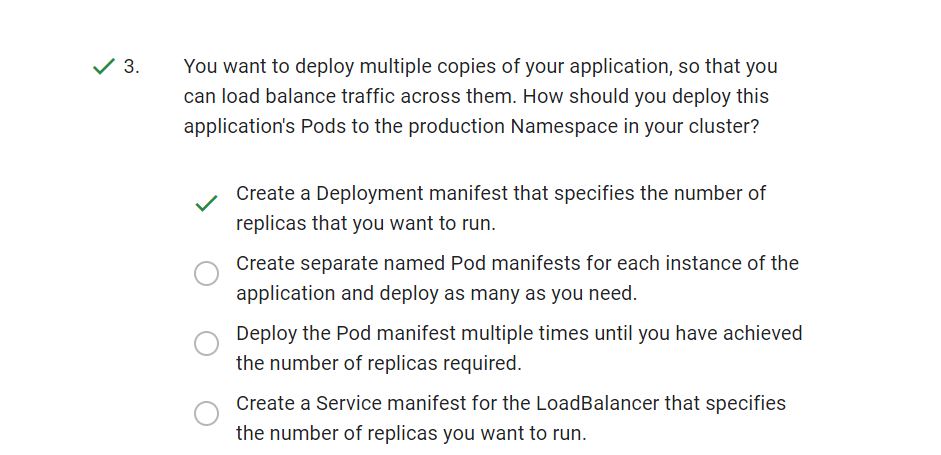 3. You want to deploy multiple copies of your application, so that you
can load balance traffic across them. How should you deploy this
application's Pods to the production Namespace in your cluster?
Create a Deployment manifest that specifies the number of
replicas that you want to run.
Create separate named Pod manifests for each instance of the
application and deploy as many as you need.
Deploy the Pod manifest multiple times until you have achieved
the number of replicas required.
Create a Service manifest for the LoadBalancer that specifies
the number of replicas you want to run.